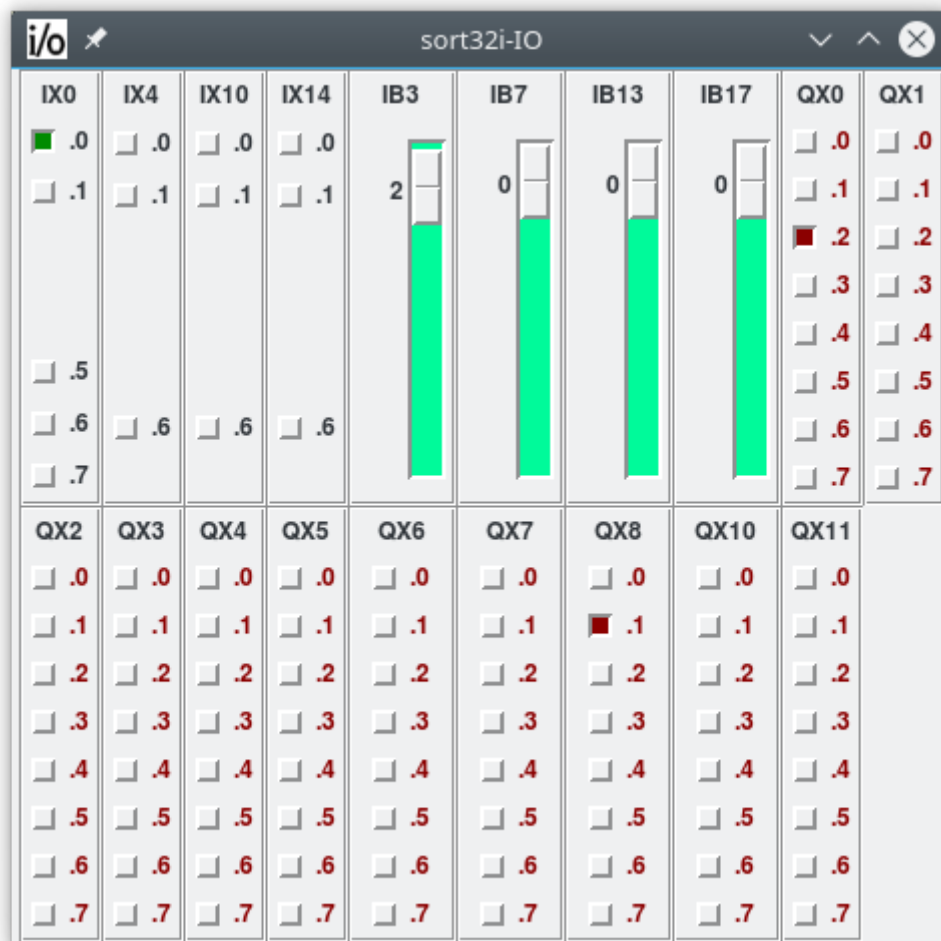 i/o sort32i-IO
IX0 IX4 IX10 IX14 IB3 IB7 IB13 IB17 QX0 QX1
.0 .0 .0 .0 .0 .0
.1 .1 .1 .1 2 0 0 0 .1 .1
.2 .2
.3 .3
.4 .4
.5 .5 .5
.6 .6 .6 .6 .6 .6
.7 .7 .7
QX2 QX3 QX4 QX5 QX6 QX7 QX8 QX10 QX11
.0 .0 .0 .0 .0 .0 .0 .0 .0
.1 .1 .1 .1 .1 .1 .1 .1 .1
.2 .2 .2 .2 .2 .2 .2 .2 .2
.3 .3 .3 .3 .3 .3 .3 .3 .3
.4 .4 .4 .4 .4 .4 .4 .4 .4
.5 .5 .5 .5 .5 .5 .5 .5 .5
.6 .6 .6 .6 .6 .6 .6 .6 .6
.7 .7 .7 .7 .7 .7 .7 .7 .7